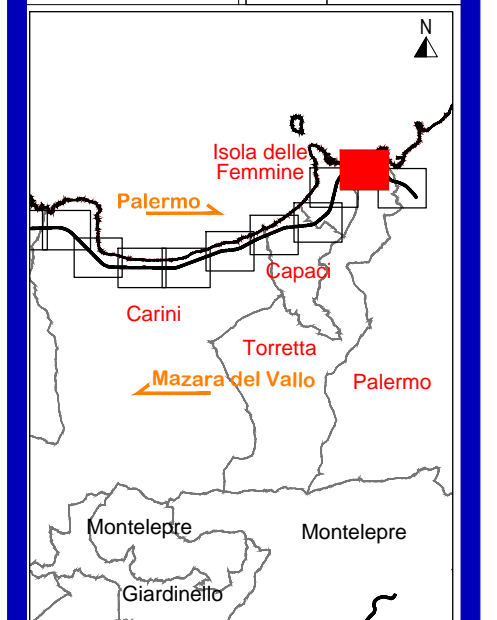 N
Isola delle
Femmine
Palermo
Capaci
Carini
Torretta
Mazara del Vallo
Palermo
Montelepre
Montelepre
Giardinello